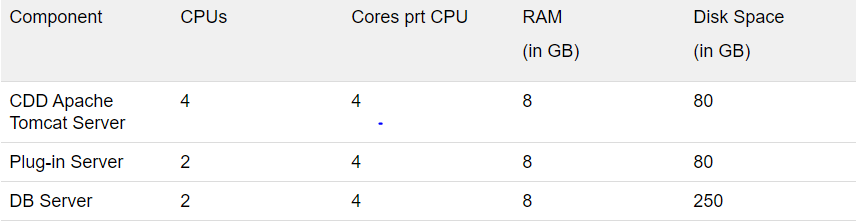 Component CPUs Cores prt CPU RAM Disk Space
(in GB) (in GB)
CDD Apache 4 4 8 80
Tomcat Server
Plug-in Server 2 4 8 80
DB Server 2 4 8 250